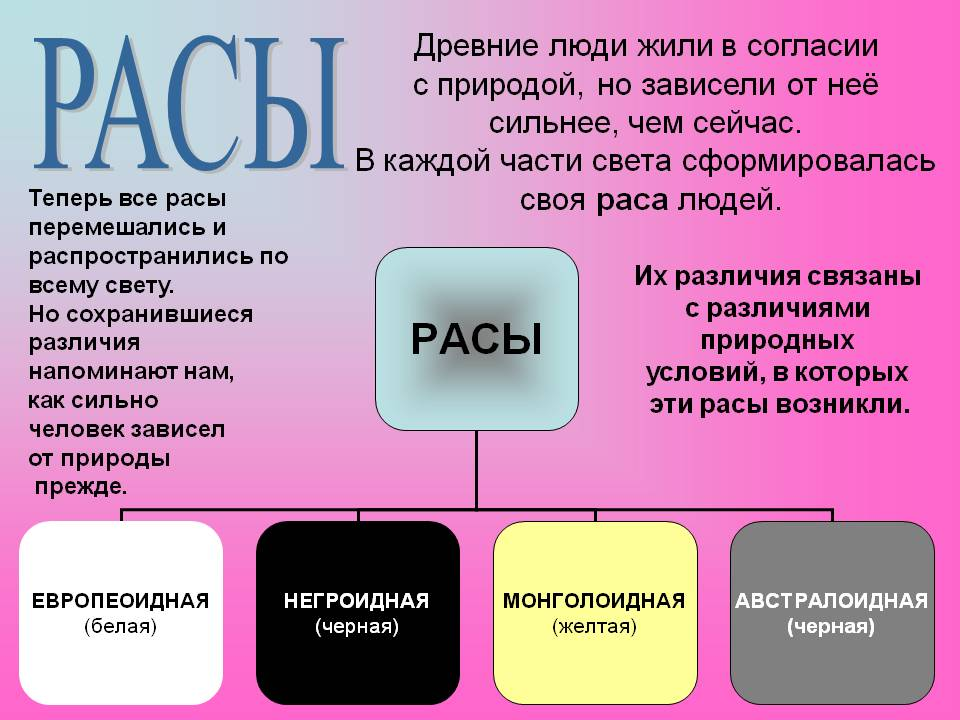 РАСЫ
Древние люди жили в согласии
с природой, но зависели от неё
сильнее, чем сейчас.
В каждой части света сформировалась
своя раса людей.
Теперь все расы
перемешались и
распространились по
всему свету.
Но сохранившиеся
различия
напоминают нам,
как сильно
человек зависел
от природы
прежде.
РАСЫ
Их различия связаны
с различиями
природных
условий, в которых
эти расы возникли.
ЕВРОПЕОИДНАЯ
(белая)
НЕГРОИДНАЯ
(черная)
МОНГОЛОИДНАЯ
(желтая)
АВСТРАЛОИДНАЯ
(черная)